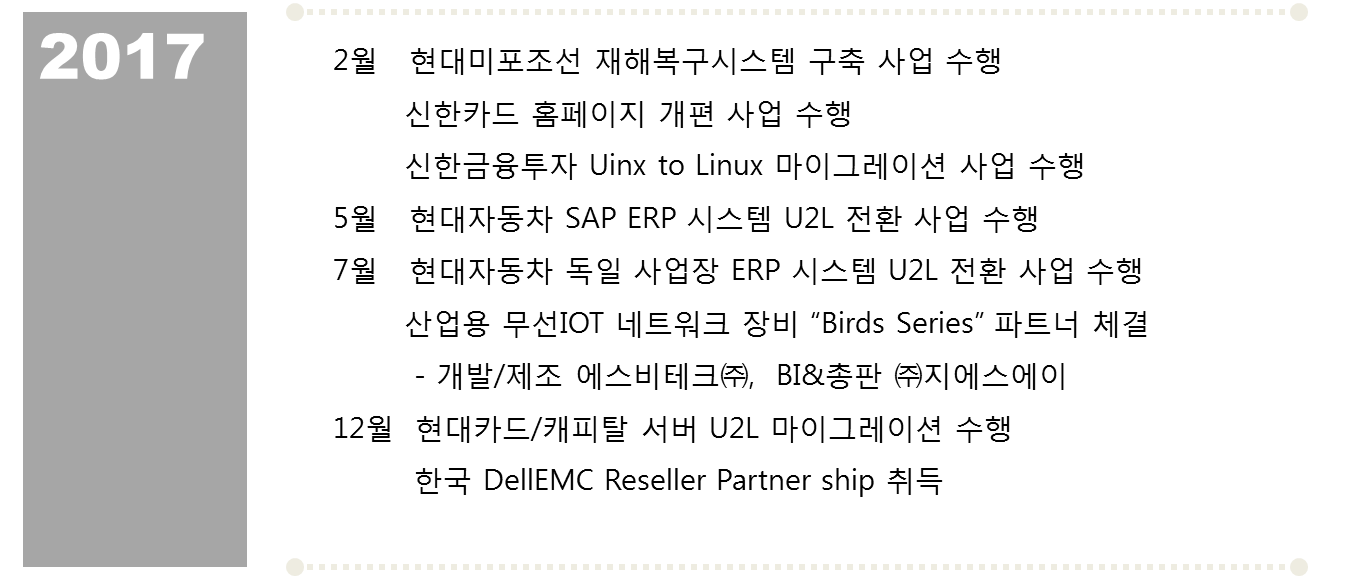 2017
2월 현대미포조선 재해복구시스템 구축 사업 수행
신한카드 홈페이지 개편 사업 수행
신한금융투자 Uinx to Linux 마이그레이션 사업 수행
5월 현대자동차 SAP ERP 시스템 U2L 전환 사업 수행
7월 현대자동차 독일 사업장 ERP 시스템 U2L 전환 사업 수행
산업용 무선IOT 네트워크 장비 “Birds Series” 파트너 체결
- 개발/제조 에스비테크㈜, BI&총판 ㈜지에스에이
12월 현대카드/캐피탈 서버 U2L 마이그레이션 수행
한국 DellEMC Reseller Partner ship 취득